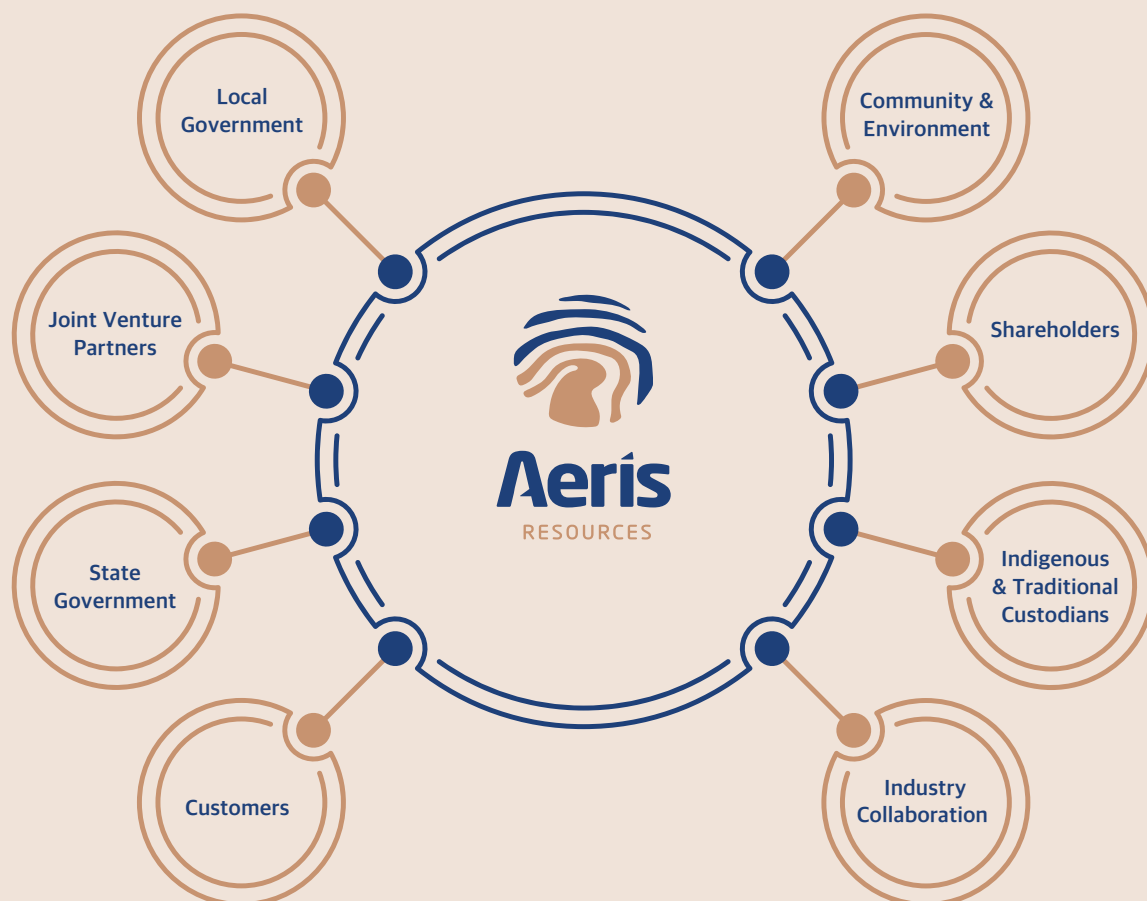 Local
Government
Community &
Environment
Joint Venture
Partners
Shareholders
Aeris
RESOURCES
State
Government
Indigenous
& Traditional
Custodians
Customers
Industry
Collaboration